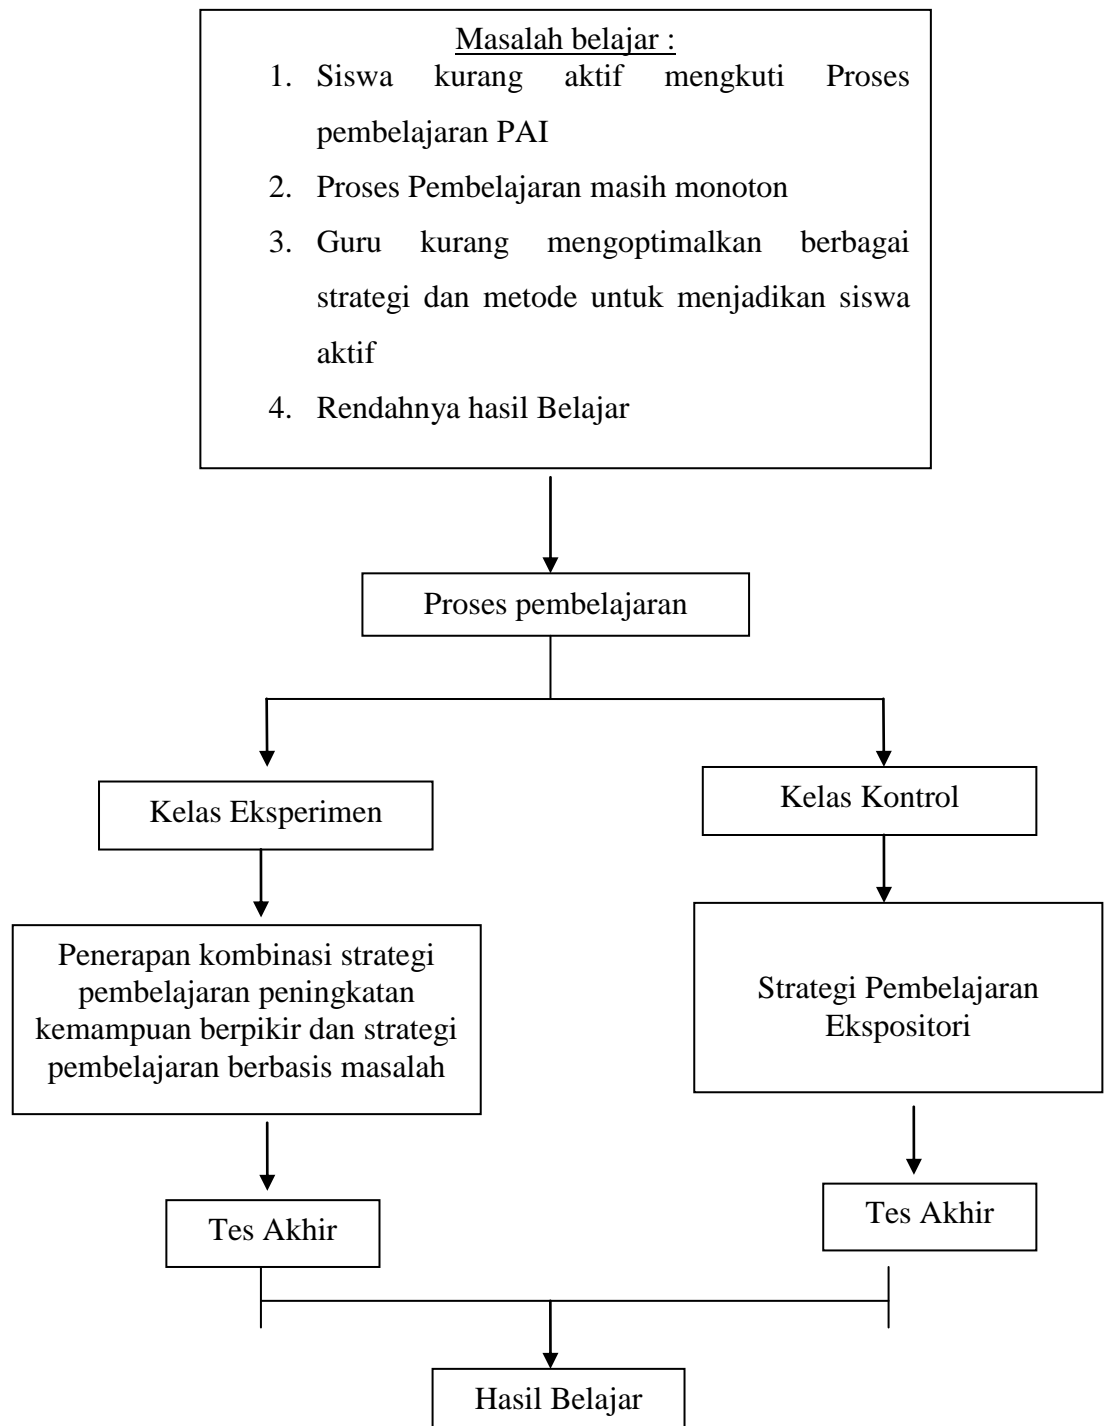 Masalah belajar :
1. Siswa kurang aktif mengkuti Proses
pembelajaran PAI
2. Proses Pembelajaran masih monoton
3. Guru kurang mengoptimalkan berbagai
strategi dan metode untuk menjadikan siswa
aktif
4. Rendahnya hasil Belajar
Proses pembelajaran
Kelas Eksperimen
Kelas Kontrol
Penerapan kombinasi strategi
pembelajaran peningkatan
kemampuan berpikir dan strategi
pembelajaran berbasis masalah
Strategi Pembelajaran
Ekspositori
Tes Akhir
Tes Akhir
Hasil Belajar